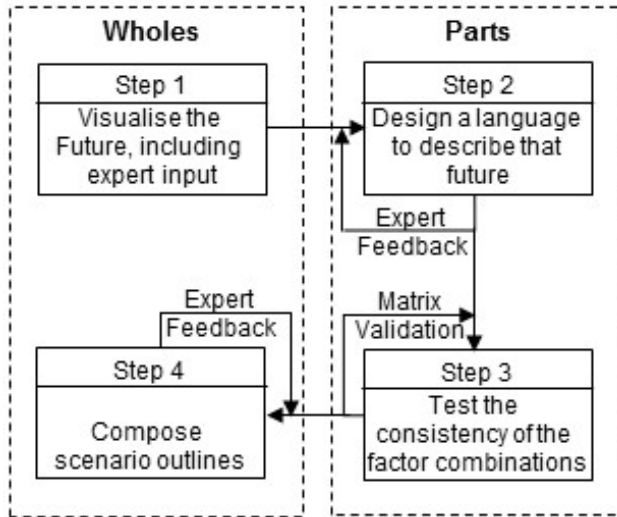 Wholes
Step 1
Visualise the
Future, including
expert input
Parts
Step 2
Design a language
to describe that
future
Expert
Feedback
Matrix
Validation
Step 3
Test the
consistency of the
factor combinations
Expert
Feedback
Step 4
Compose
scenario outlines